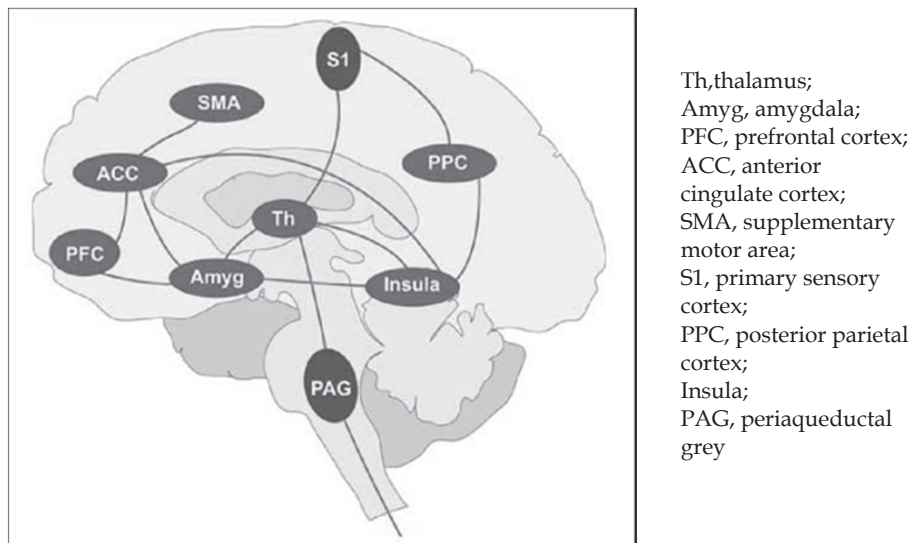 S1
SMA
PPC
ACC
Th
PFC
Amyg
Insula
PAG
Th,thalamus;
Amyg, amygdala;
PFC, prefrontal cortex;
ACC, anterior
cingulate cortex;
SMA, supplementary
motor area;
S1, primary sensory
cortex;
PPC, posterior parietal
cortex;
Insula;
PAG, periaqueductal
grey